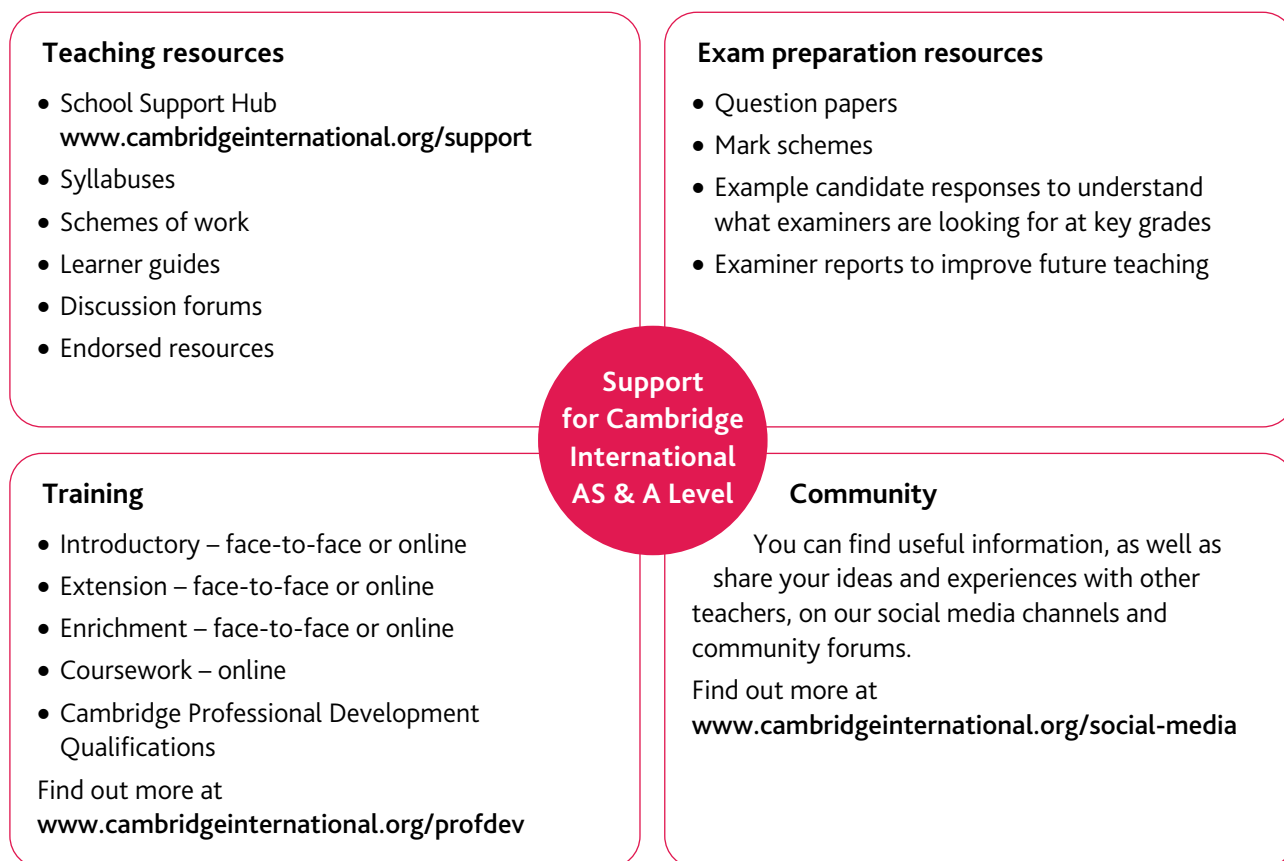 Teaching resources
• School Support Hub
www.cambridgeinternational.org/support
• Syllabuses
• Schemes of work
• Learner guides
• Discussion forums
• Endorsed resources
Exam preparation resources
• Question papers
• Mark schemes
• Example candidate responses to understand
what examiners are looking for at key grades
• Examiner reports to improve future teaching
Support
for Cambridge
International
AS & A Level
Training
• Introductory – face-to-face or online
• Extension – face-to-face or online
• Enrichment – face-to-face or online
• Coursework – online
• Cambridge Professional Development
Qualifications
Find out more at
www.cambridgeinternational.org/profdev
Community
You can find useful information, as well as
share your ideas and experiences with other
teachers, on our social media channels and
community forums.
Find out more at
www.cambridgeinternational.org/social-media